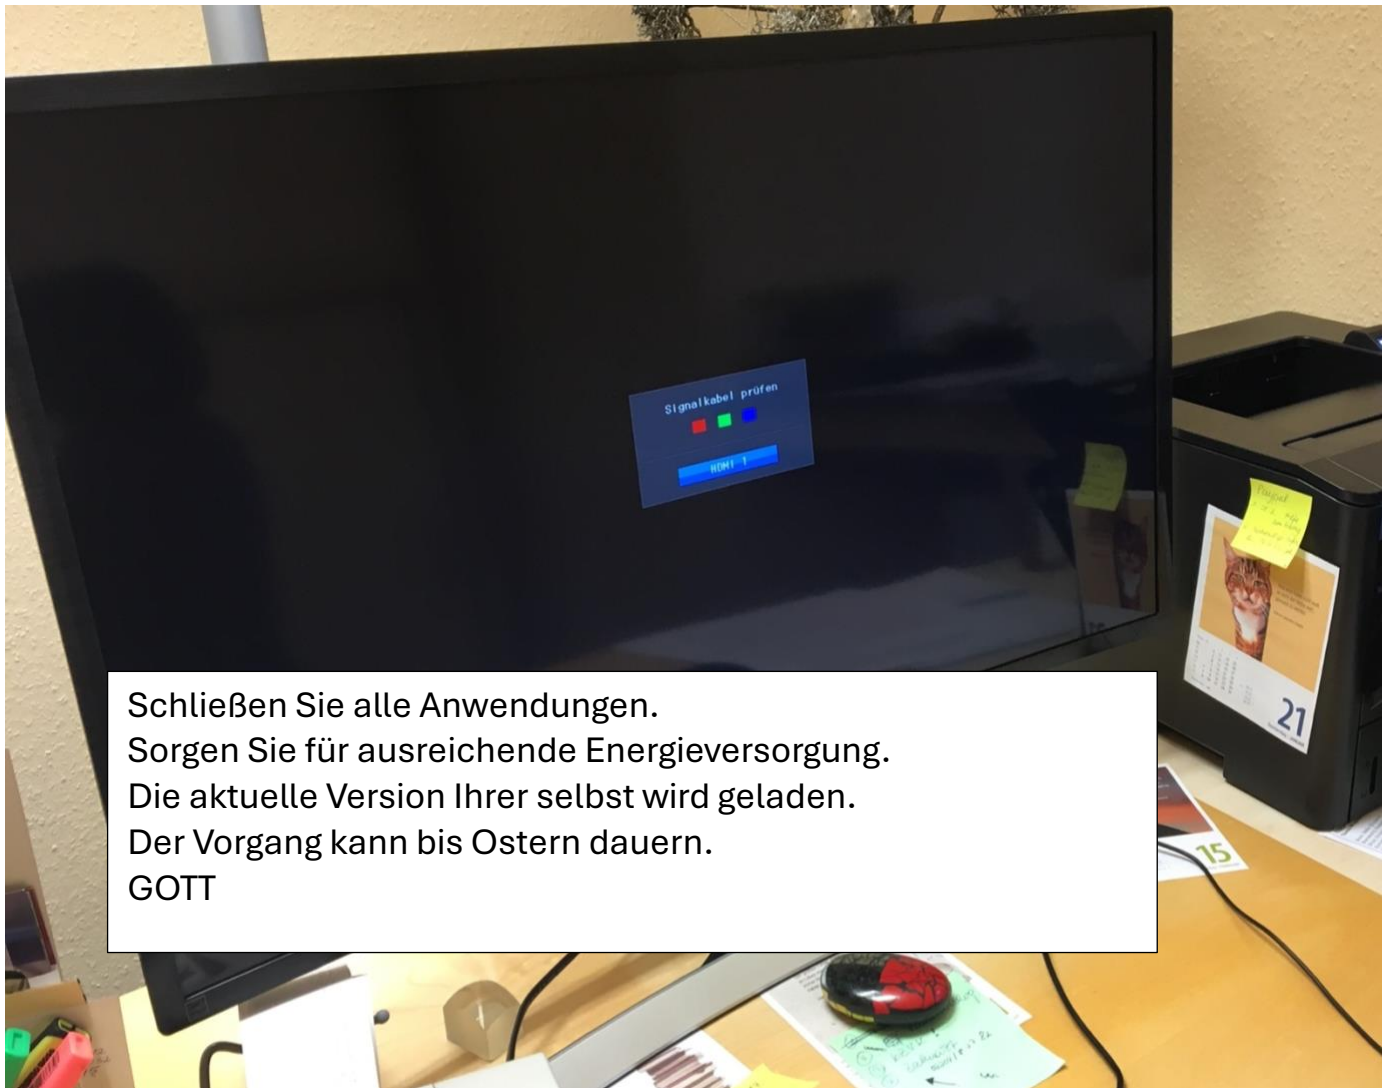 Signalkabel prüfen
HDMI 1
Paypal
21
Schließen Sie alle Anwendungen.
Sorgen Sie für ausreichende Energieversorgung.
Die aktuelle Version Ihrer selbst wird geladen.
Der Vorgang kann bis Ostern dauern.
GOTT
15